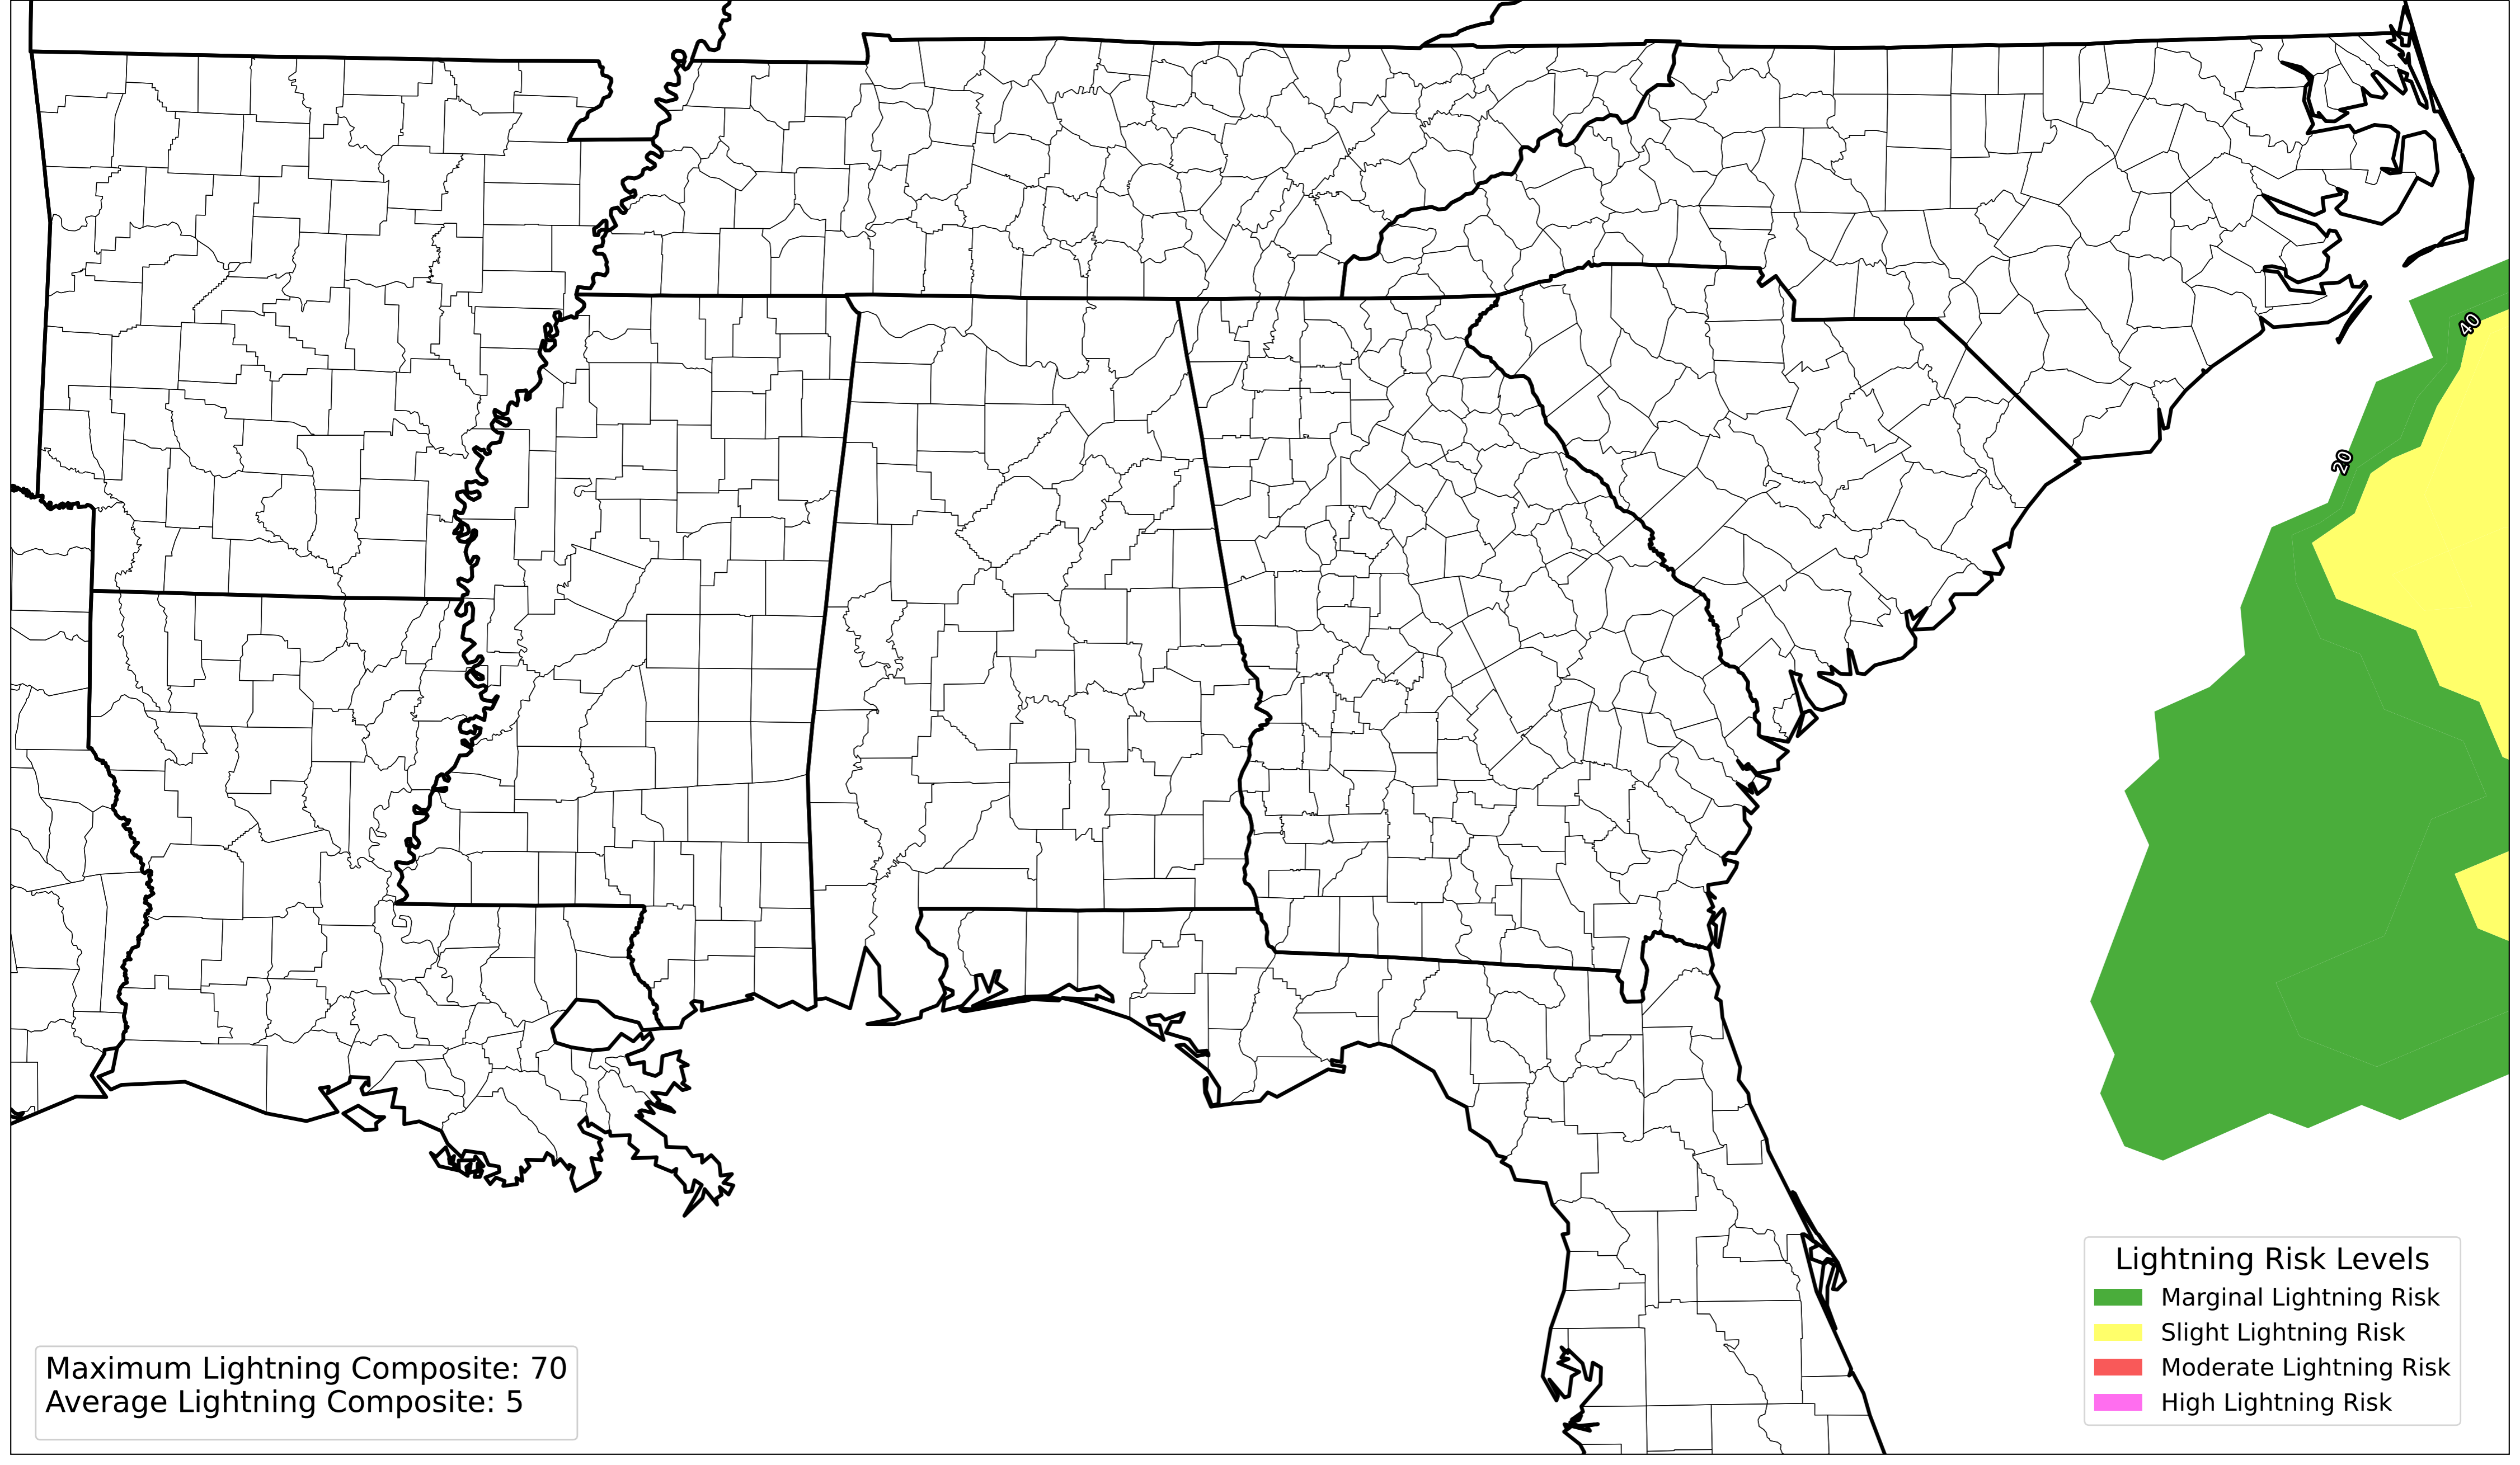 40
20
Lightning Risk Levels
Marginal Lightning Risk
Slight Lightning Risk
Moderate Lightning Risk
High Lightning Risk
Maximum Lightning Composite: 70
Average Lightning Composite: 5